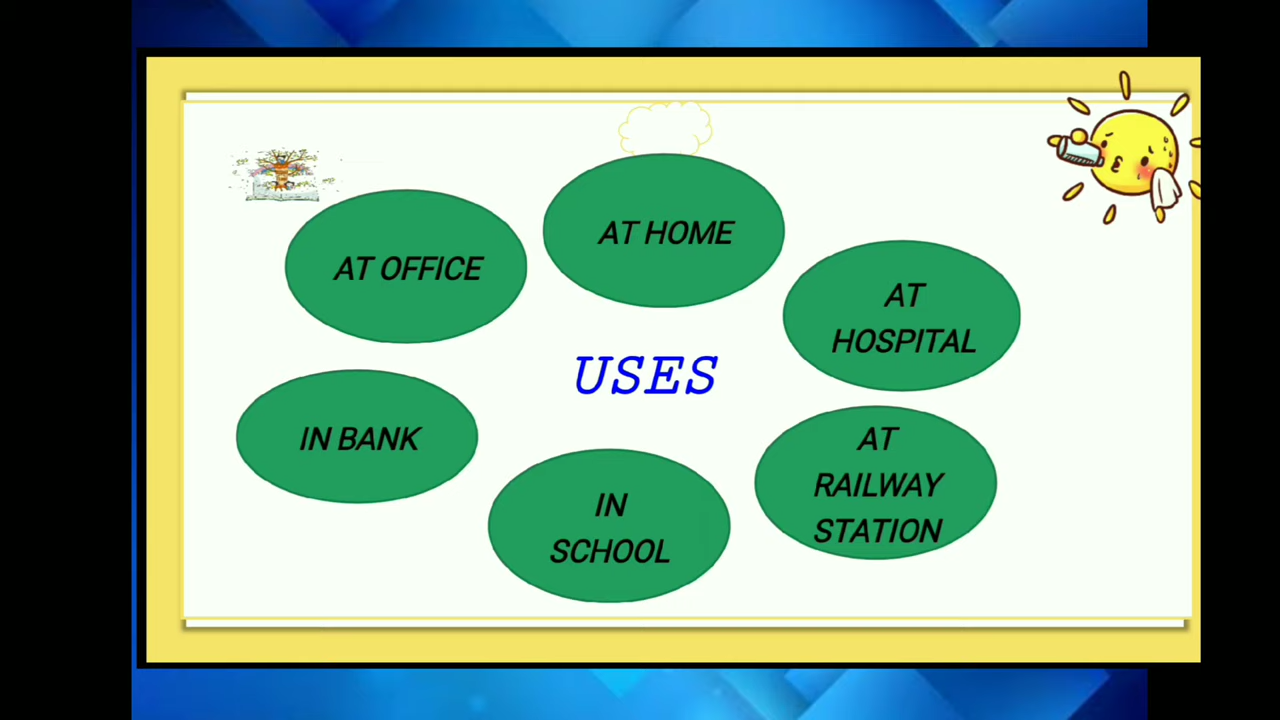 AT OFFICE
AT HOME
AT
HOSPITAL
USES
IN BANK
IN
SCHOOL
AT
RAILWAY
STATION